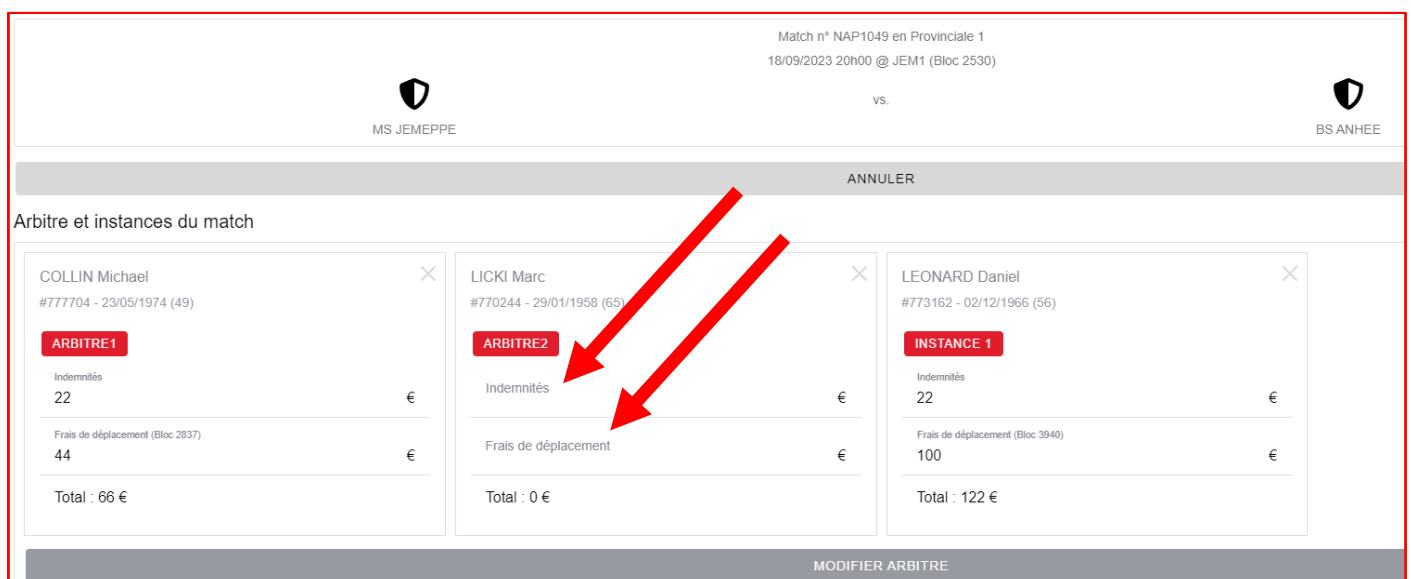 Match n° NAP1049 en Provinciale 1
18/09/2023 20h00 @ JEM1 (Bloc 2530)
vs.
MS JEMEPPE
BS ANHEE
ANNULER
Arbitre et instances du match
COLLIN Michael
#777704 - 23/05/1974 (49)
ARBITRE1
Indemnités
22 €
Frais de déplacement (Bloc 2837)
44 €
Total : 66 €
LICKI Marc
#770244 - 29/01/1958 (65)
ARBITRE2
Indemnités €
Frais de déplacement €
Total : 0 €
LEONARD Daniel
#773162 - 02/12/1966 (56)
INSTANCE 1
Indemnités
22 €
Frais de déplacement (Bloc 3940)
100 €
Total : 122 €
MODIFIER ARBITRE